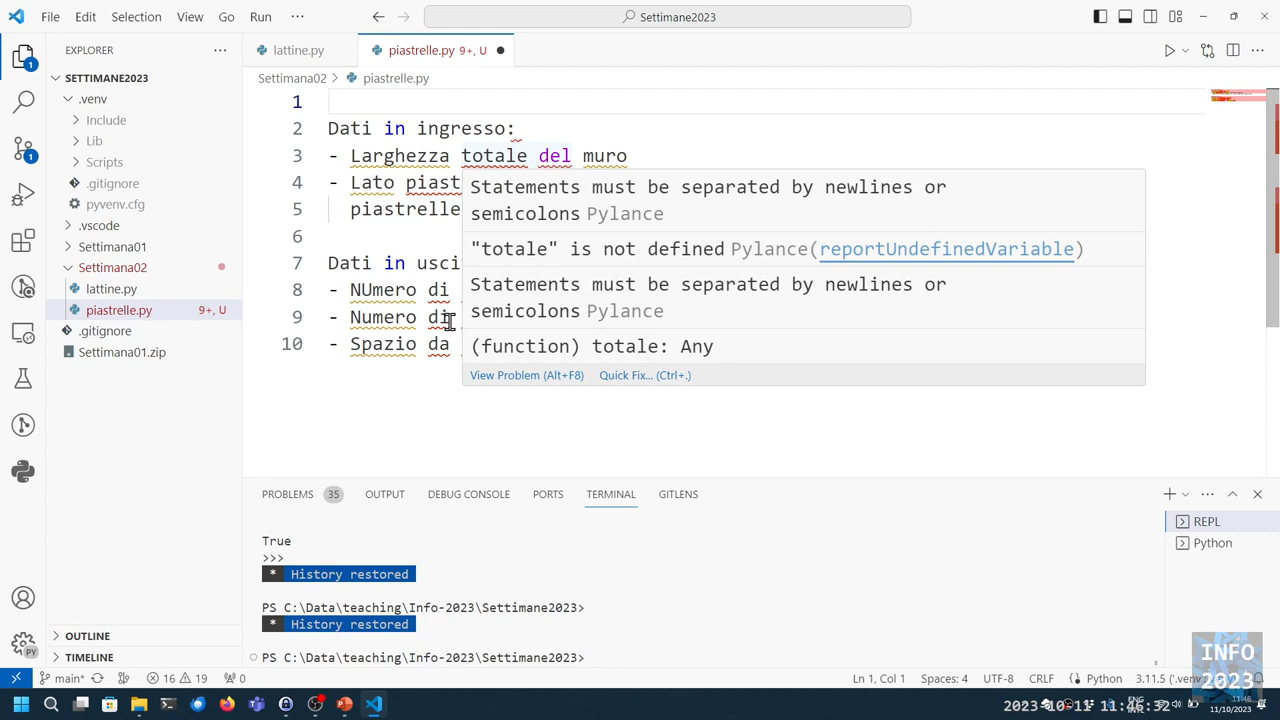 File Edit Selection View Go Run ··· Settimane2023
EXPLORER ··· lattine.py piastrelle.py 9+, U
SETTIMANE2023 Settimana02 > piastrelle.py
.venv
Include
Lib
Scripts
.gitignore
pyvenv.cfg
.vscode
Settimana01
Settimana02
lattine.py
piastrelle.py 9+, U
.gitignore
Settimana01.zip
OUTLINE
TIMELINE
1
2 Dati in ingresso:
3 - Larghezza totale del muro
4 - Lato piast
5 piastrelle
6
7 Dati in usci
8 - NUmero di
9 - Numero di
10 - Spazio da
Statements must be separated by newlines or
semicolons Pylance
"totale" is not defined Pylance(reportUndefinedVariable)
Statements must be separated by newlines or
semicolons Pylance
(function) totale: Any
View Problem (Alt+F8) Quick Fix... (Ctrl+.)
PROBLEMS 35 OUTPUT DEBUG CONSOLE PORTS TERMINAL GITLENS
True
>>>
* History restored
PS C:\Data\teaching\Info-2023\Settimane2023>
* History restored
PS C:\Data\teaching\Info-2023\Settimane2023>
REPL
Python
INFO
2023
main* 16 19 0 Ln 1, Col 1 Spaces: 4 UTF-8 CRLF Python 3.11.5 ('.venv'
ENG 11:46
11/10/2023